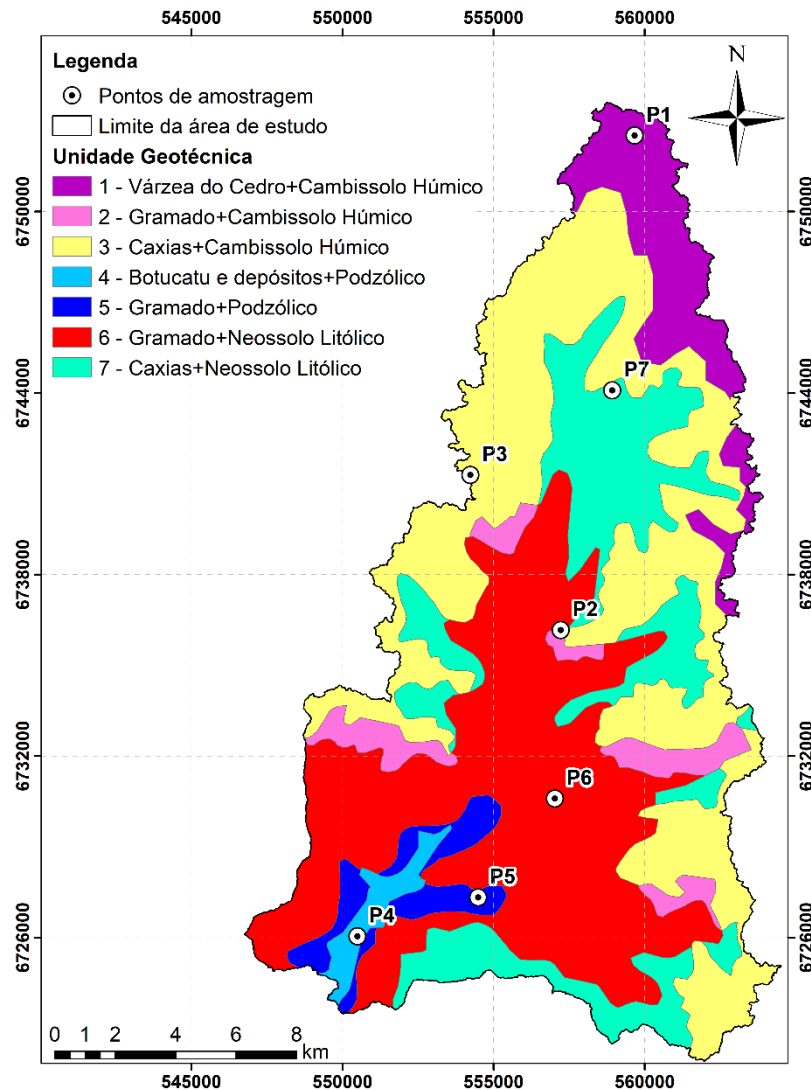 545000 550000 555000 560000
Legenda
Pontos de amostragem
Limite da área de estudo
Unidade Geotécnica
1 - Várzea do Cedro+Cambissolo Húmico
2 - Gramado+Cambissolo Húmico
3 - Caxias+Cambissolo Húmico
4 - Botucatu e depósitos+Podzólico
5 - Gramado+Podzólico
6 - Gramado+Neossolo Litólico
7 - Caxias+Neossolo Litólico
N
P1
P7
P3
P2
P6
P5
P4
6750000
6744000
6738000
6732000
6726000
6750000
6744000
6738000
6732000
6726000
0 1 2 4 6 8
km
545000 550000 555000 560000